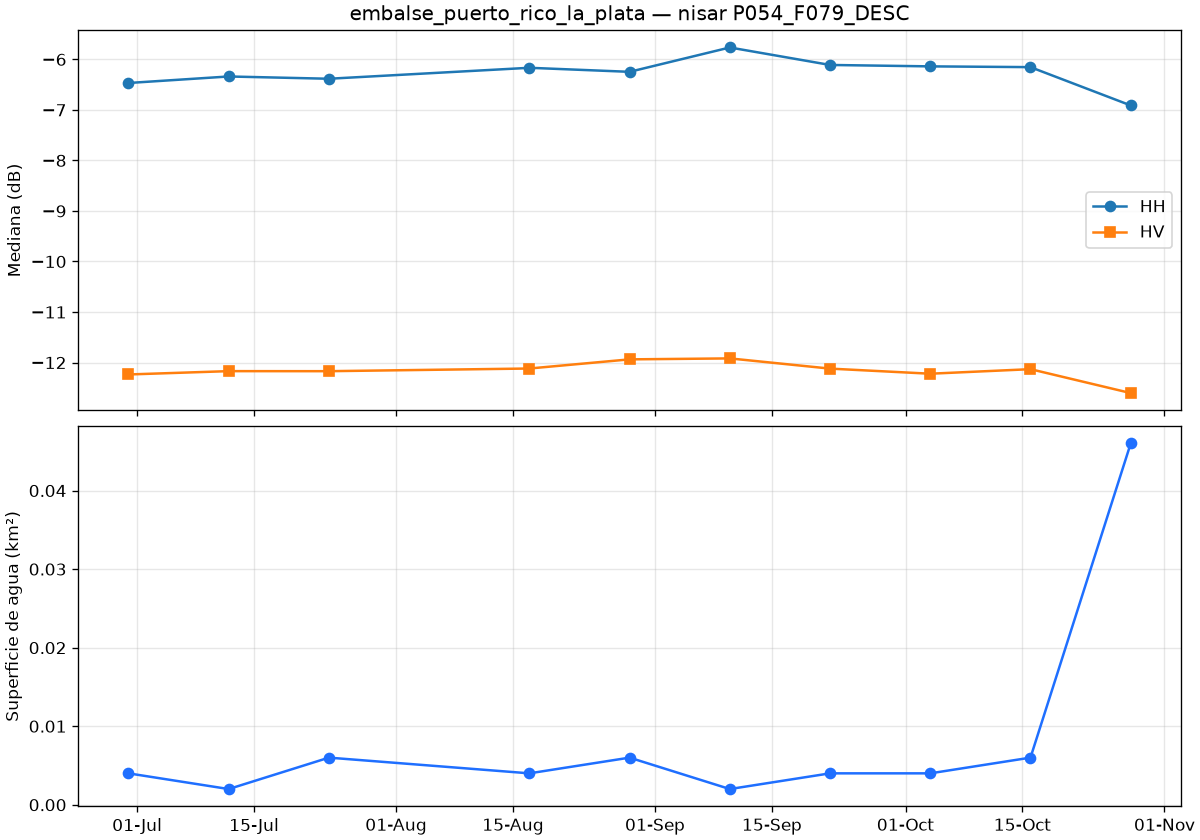 embalse_puerto_rico_la_plata — nisar P054_F079_DESC
Mediana (dB)
−6
−7
−8
−9
−10
−11
−12
HH
HV
Superficie de agua (km²)
0.04
0.03
0.02
0.01
0.00
01-Jul 15-Jul 01-Aug 15-Aug 01-Sep 15-Sep 01-Oct 15-Oct 01-Nov